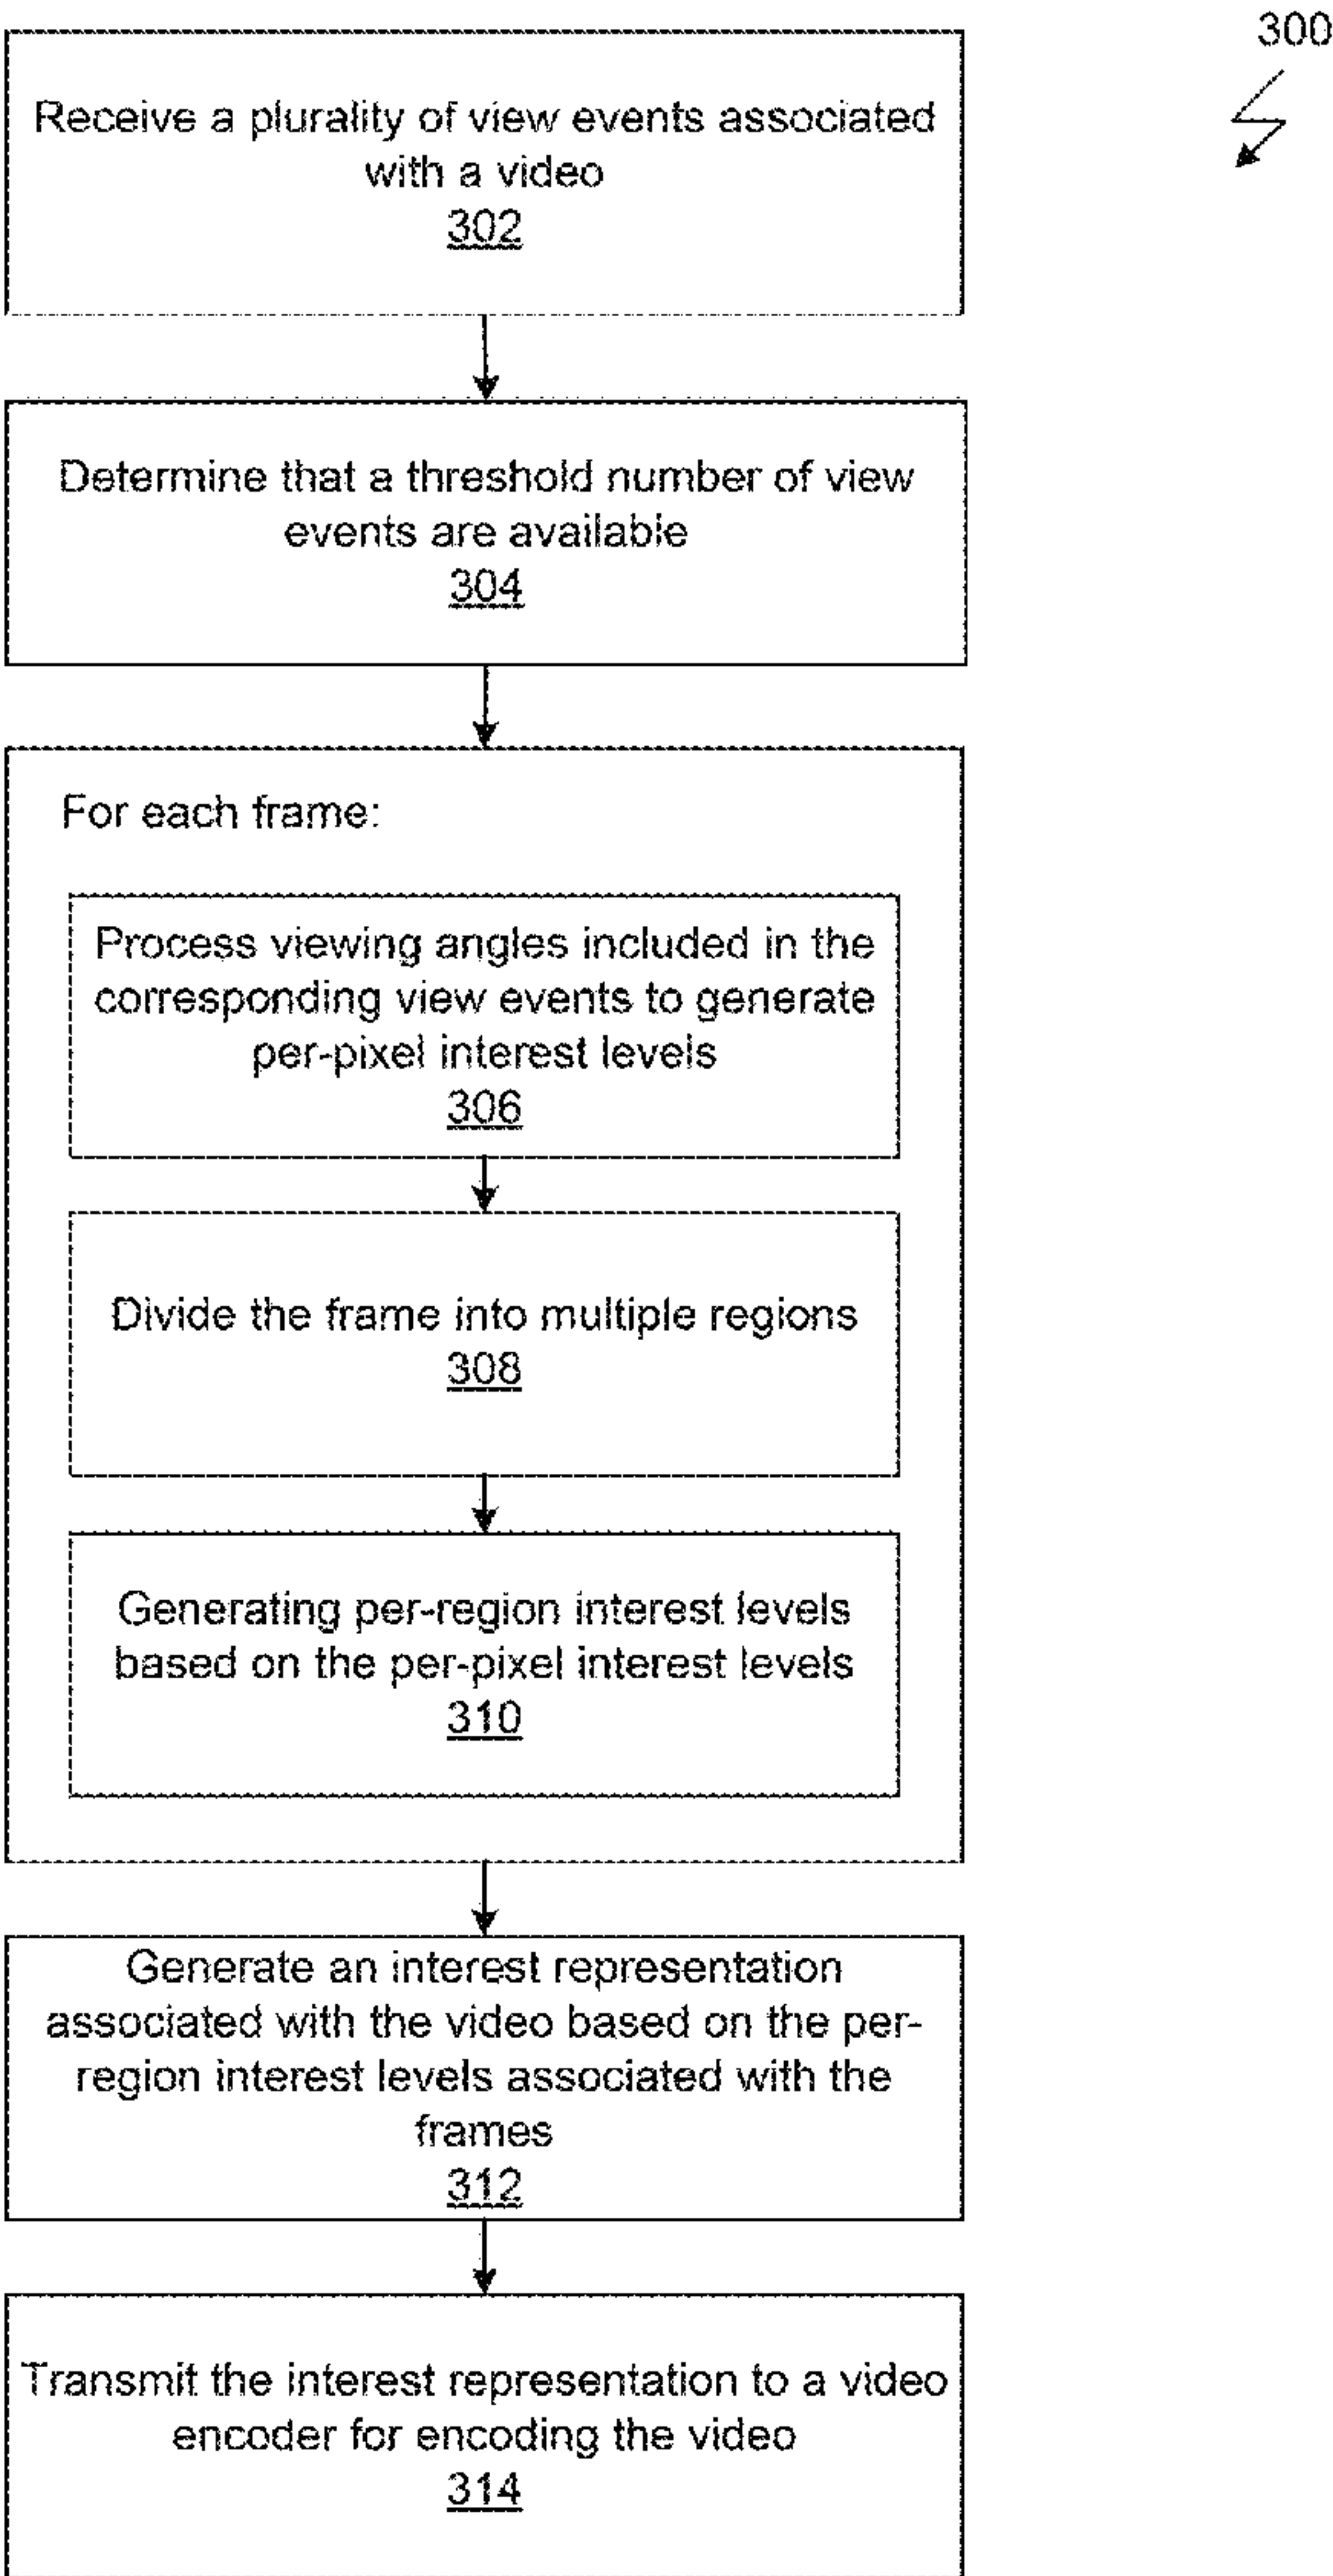 300
Receive a plurality of view events associated
with a video
302
Determine that a threshold number of view
events are available
304
For each frame:
Process viewing angles included in the
corresponding view events to generate
per-pixel interest levels
306
Divide the frame into multiple regions
308
Generating per-region interest levels
based on the per-pixel interest levels
310
Generate an interest representation
associated with the video based on the per-
region interest levels associated with the
frames
312
Transmit the interest representation to a video
encoder for encoding the video
314